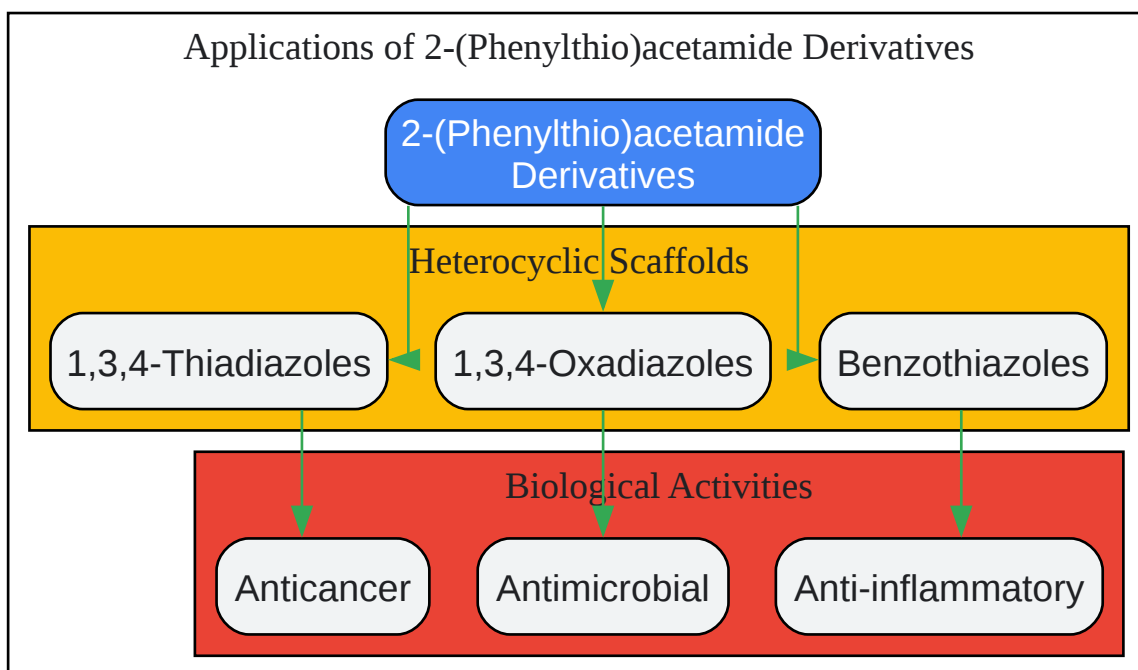 Applications of 2-(Phenylthio)acetamide Derivatives
2-(Phenylthio)acetamide
Derivatives
Heterocyclic Scaffolds
1,3,4-Thiadiazoles
1,3,4-Oxadiazoles
Benzothiazoles
Biological Activities
Anticancer
Antimicrobial
Anti-inflammatory